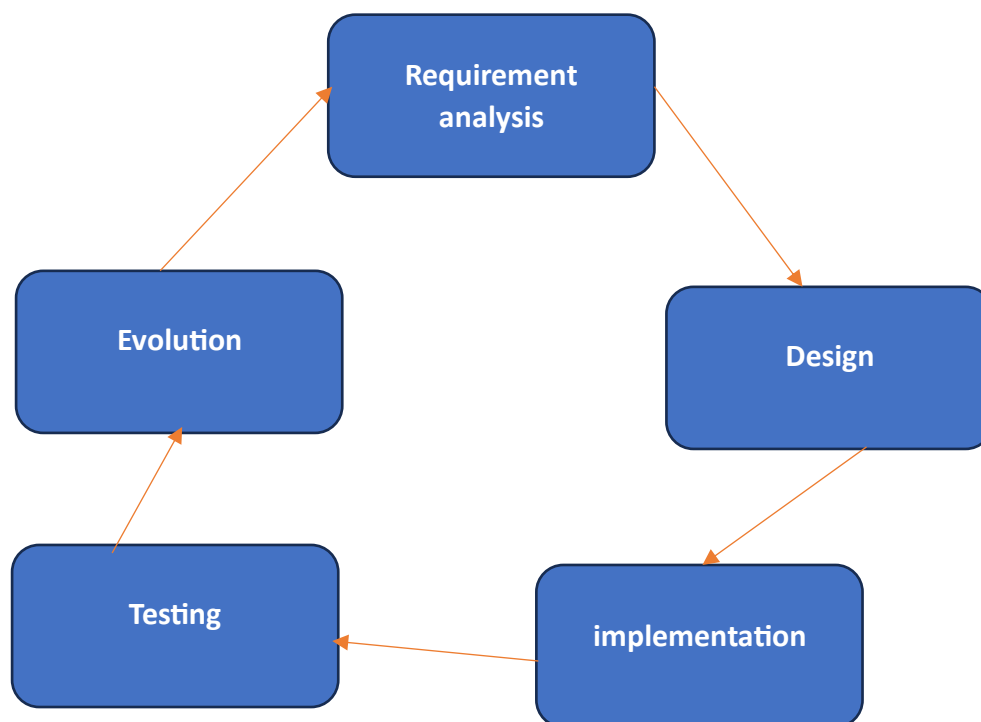 Requirement
analysis
Evolution
Design
Testing
implementation